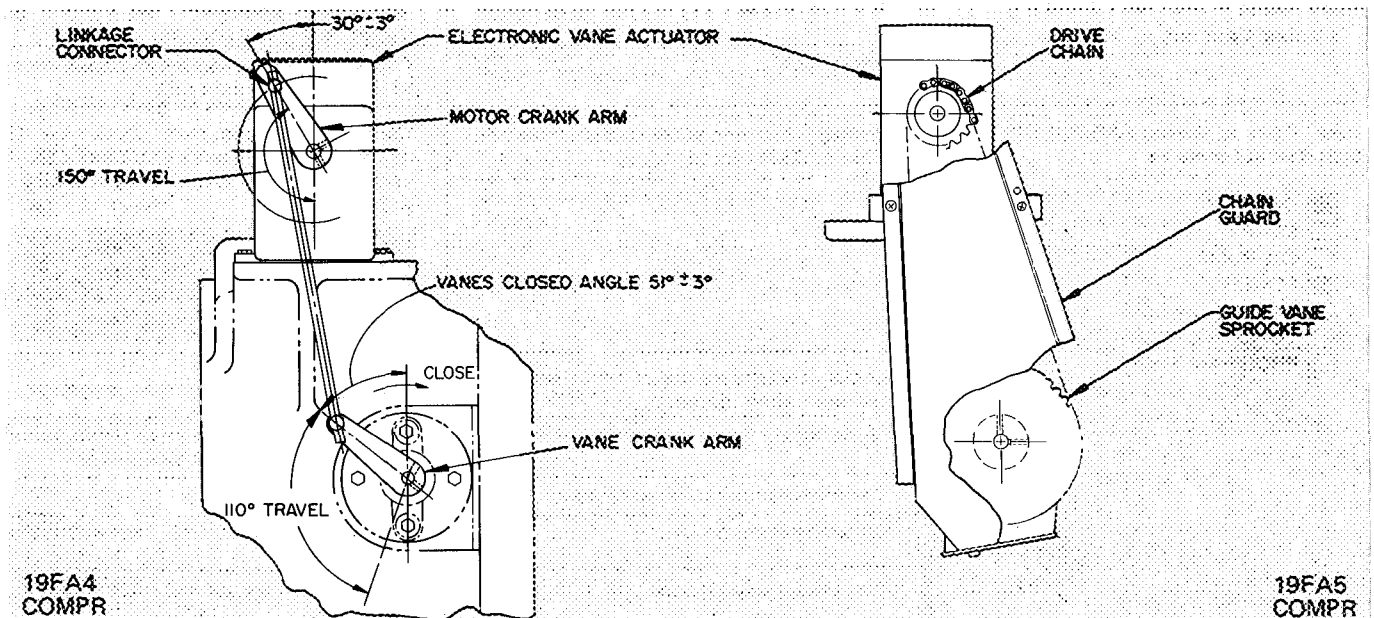 30° ±3°
LINKAGE
CONNECTOR
ELECTRONIC VANE ACTUATOR
DRIVE
CHAIN
MOTOR CRANK ARM
150° TRAVEL
CHAIN
GUARD
VANES CLOSED ANGLE 51° ±3°
GUIDE VANE
SPROCKET
CLOSE
VANE CRANK ARM
110° TRAVEL
19FA4
COMPR
19FA5
COMPR